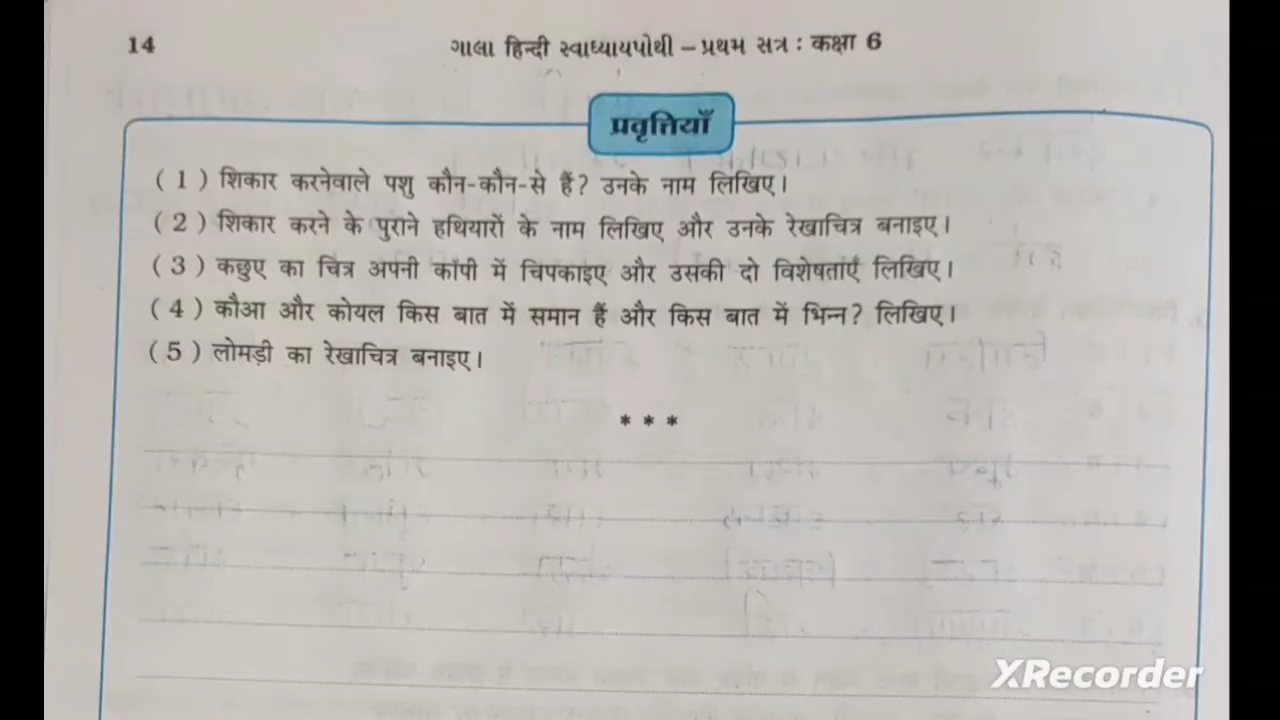 14
गाला हिन्दी स्वाध्यायपोथी – प्रथम सत्र : कक्षा 6
प्रवृत्तियाँ
( 1 ) शिकार करनेवाले पशु कौन-कौन-से हैं? उनके नाम लिखिए।
( 2 ) शिकार करने के पुराने हथियारों के नाम लिखिए और उनके रेखाचित्र बनाइए।
( 3 ) कछुए का चित्र अपनी कॉपी में चिपकाइए और उसकी दो विशेषताएँ लिखिए।
( 4 ) कौआ और कोयल किस बात में समान हैं और किस बात में भिन्न? लिखिए।
( 5 ) लोमड़ी का रेखाचित्र बनाइए।
* * *
XRecorder